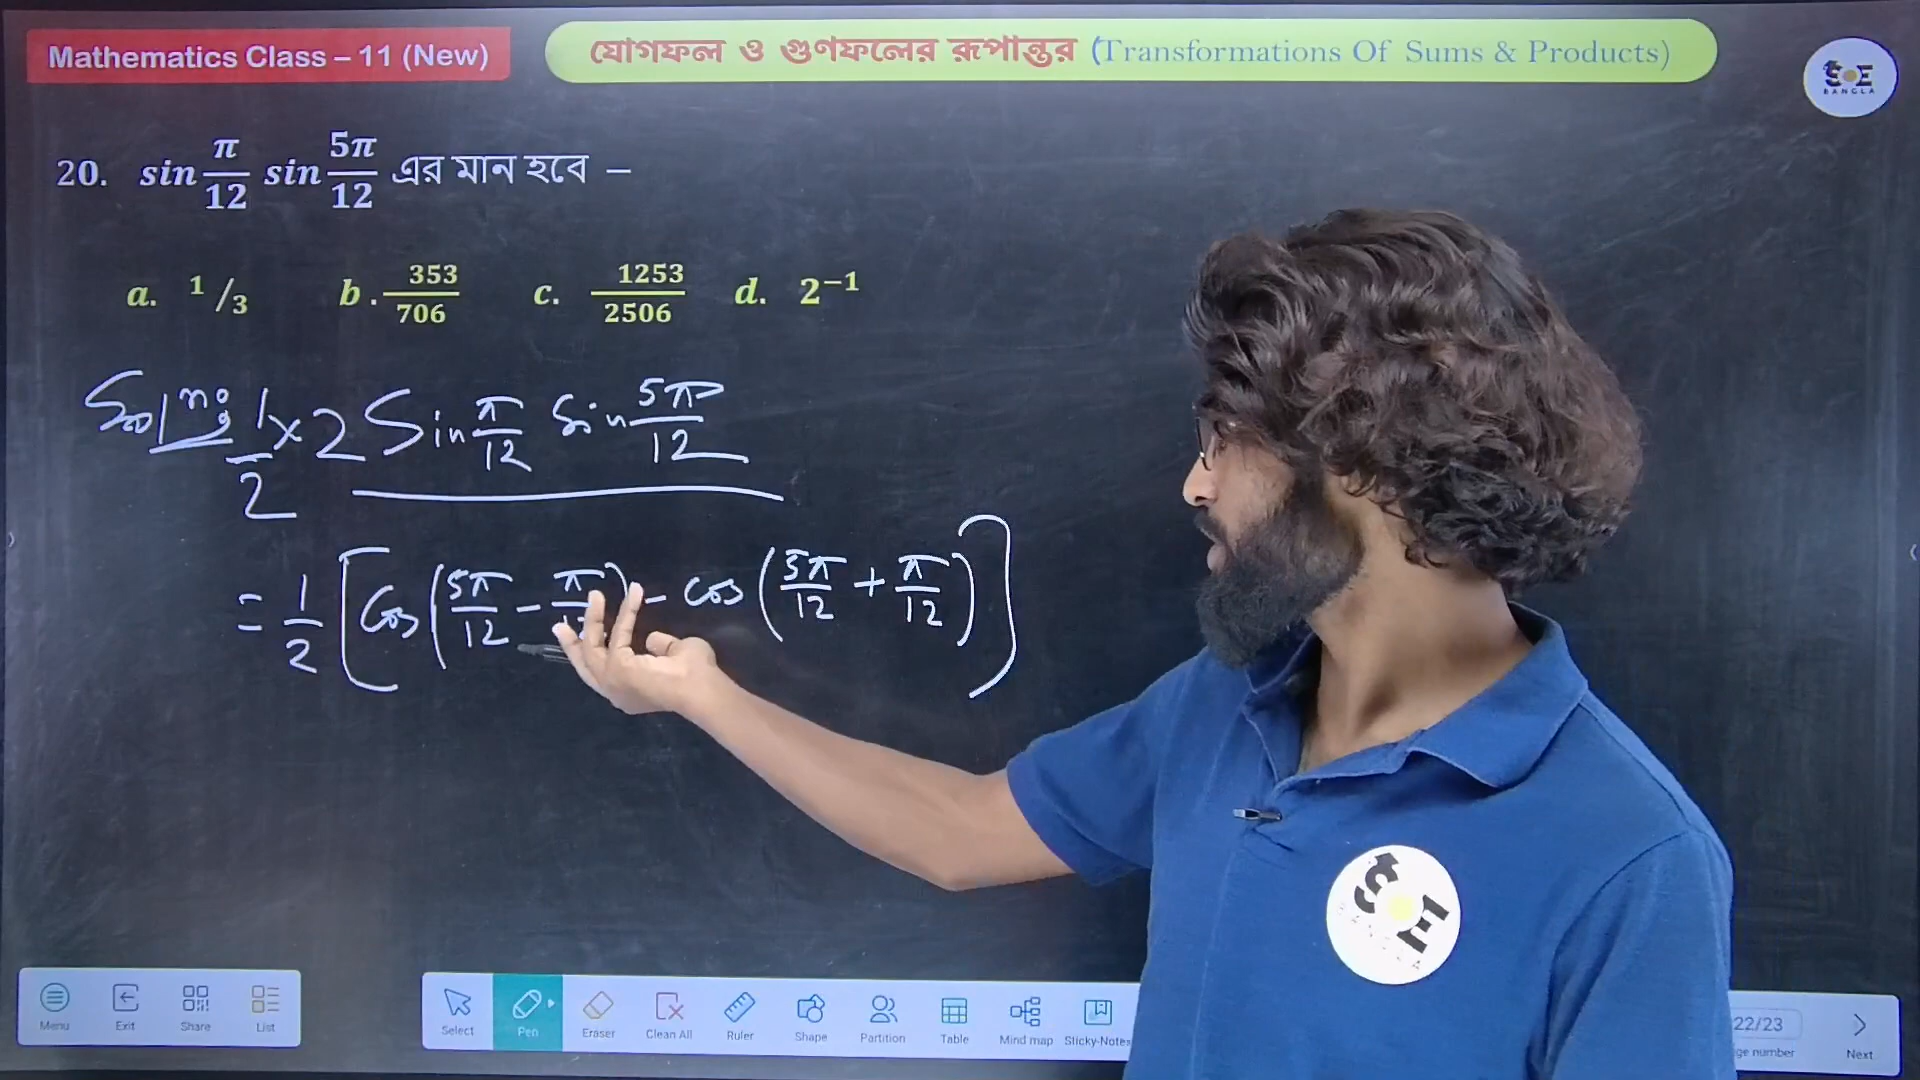 Mathematics Class – 11 (New)
যোগফল ও গুণফলের রূপান্তর (Transformations Of Sums & Products)
SOE
BANGLA
20. sin π/12 sin 5π/12 এর মান হবে –
a. 1/3 b. 353/706 c. 1253/2506 d. 2⁻¹
Solⁿ: 1/2 × 2 Sin π/12 Sin 5π/12
= 1/2 [Cos(5π/12 − π/12) − Cos(5π/12 + π/12)]
SOE
Menu Exit Share List
Select Pen Eraser Clean All Ruler Shape Partition Table Mind map Sticky-Notes
22/23
Next